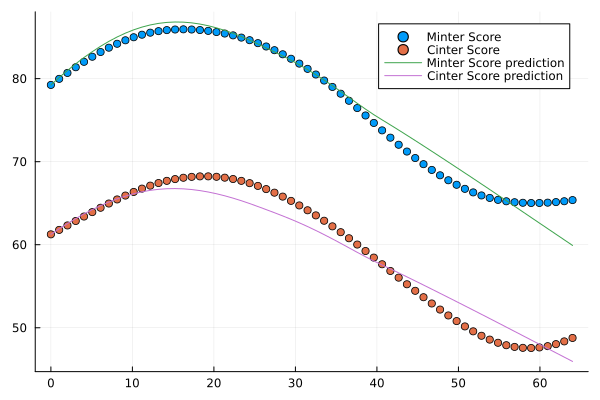 Minter Score
Cinter Score
Minter Score prediction
Cinter Score prediction
80
70
60
50
0 10 20 30 40 50 60